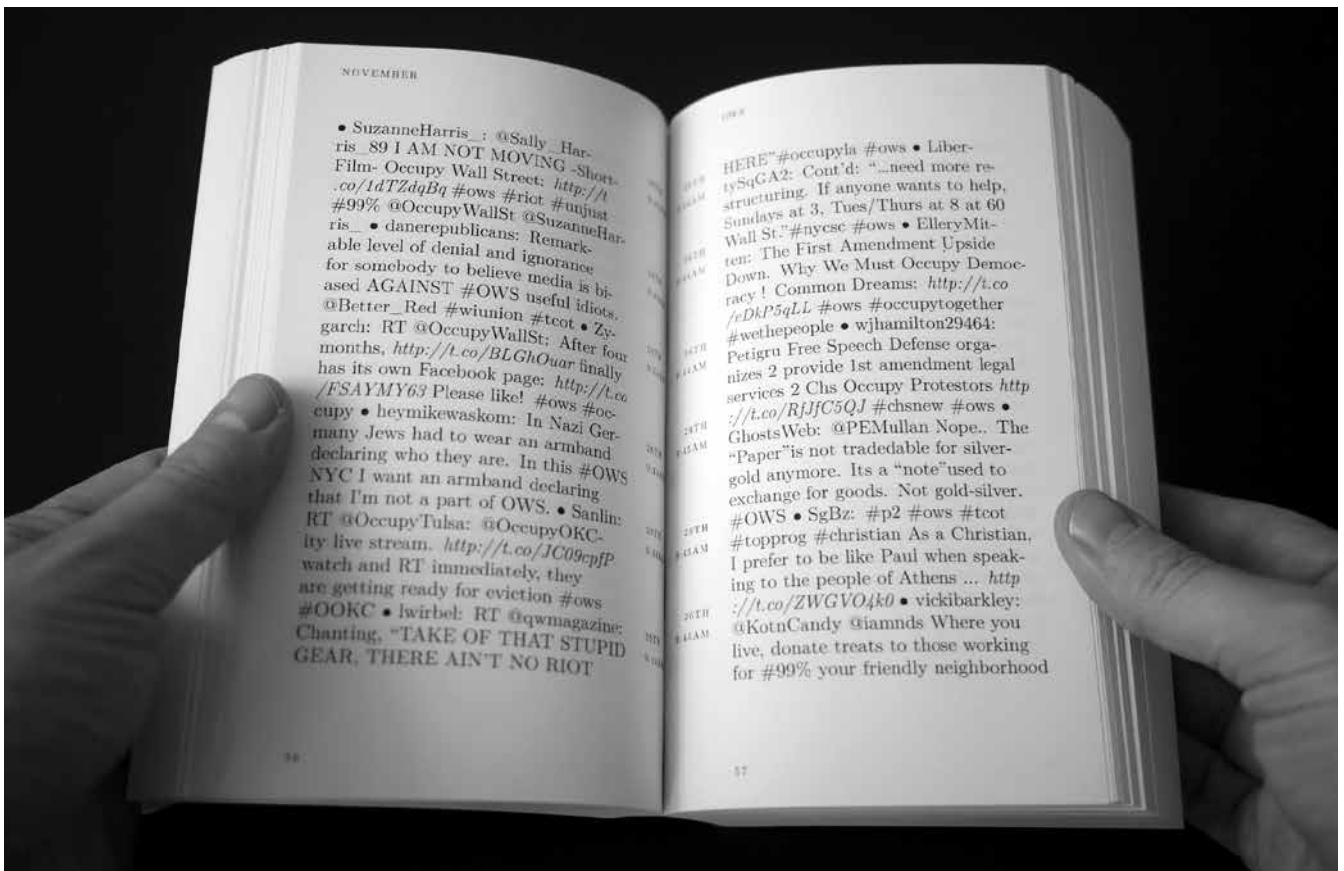 NOVEMBER
• SuzanneHarris_: @Sally_Har-
ris_89 I AM NOT MOVING -Short-
Film- Occupy Wall Street: http://t
.co/1dTZdqBq #ows #riot #unjust
#99% @OccupyWallSt @SuzanneHar-
ris_ • danerepublicans: Remark-
able level of denial and ignorance
for somebody to believe media is bi-
ased AGAINST #OWS useful idiots.
@Better_Red #wiunion #tcot • Zy-
garch: RT @OccupyWallSt: After four
months, http://t.co/BLGhOuar finally
has its own Facebook page: http://t.co
/FSAYMY63 Please like! #ows #oc-
cupy • heymikewaskom: In Nazi Ger-
many Jews had to wear an armband
declaring who they are. In this #OWS
NYC I want an armband declaring
that I'm not a part of OWS. • Sanlin:
RT @OccupyTulsa: @OccupyOKC-
ity live stream. http://t.co/JC09cpfP
watch and RT immediately, they
are getting ready for eviction #ows
#OOKC • lwirbel: RT @qwmagazine:
Chanting, “TAKE OF THAT STUPID
GEAR, THERE AIN'T NO RIOT
HERE”#occupyla #ows • Liber-
tySqGA2: Cont'd: “...need more re-
structuring. If anyone wants to help,
Sundays at 3, Tues/Thurs at 8 at 60
Wall St.”#nycsc #ows • ElleryMit-
ten: The First Amendment Upside
Down. Why We Must Occupy Democ-
racy ! Common Dreams: http://t.co
/eDkP5qLL #ows #occupytogether
#wethepeople • wjhamilton29464:
Petigru Free Speech Defense orga-
nizes 2 provide 1st amendment legal
services 2 Chs Occupy Protestors http
://t.co/RfJfC5QJ #chsnew #ows •
GhostsWeb: @PEMullan Nope.. The
“Paper”is not tradedable for silver-
gold anymore. Its a “note”used to
exchange for goods. Not gold-silver.
#OWS • SgBz: #p2 #ows #tcot
#topprog #christian As a Christian,
I prefer to be like Paul when speak-
ing to the people of Athens ... http
://t.co/ZWGVO4k0 • vickibarkley:
@KotnCandy @iamnds Where you
live, donate treats to those working
for #99% your friendly neighborhood
57